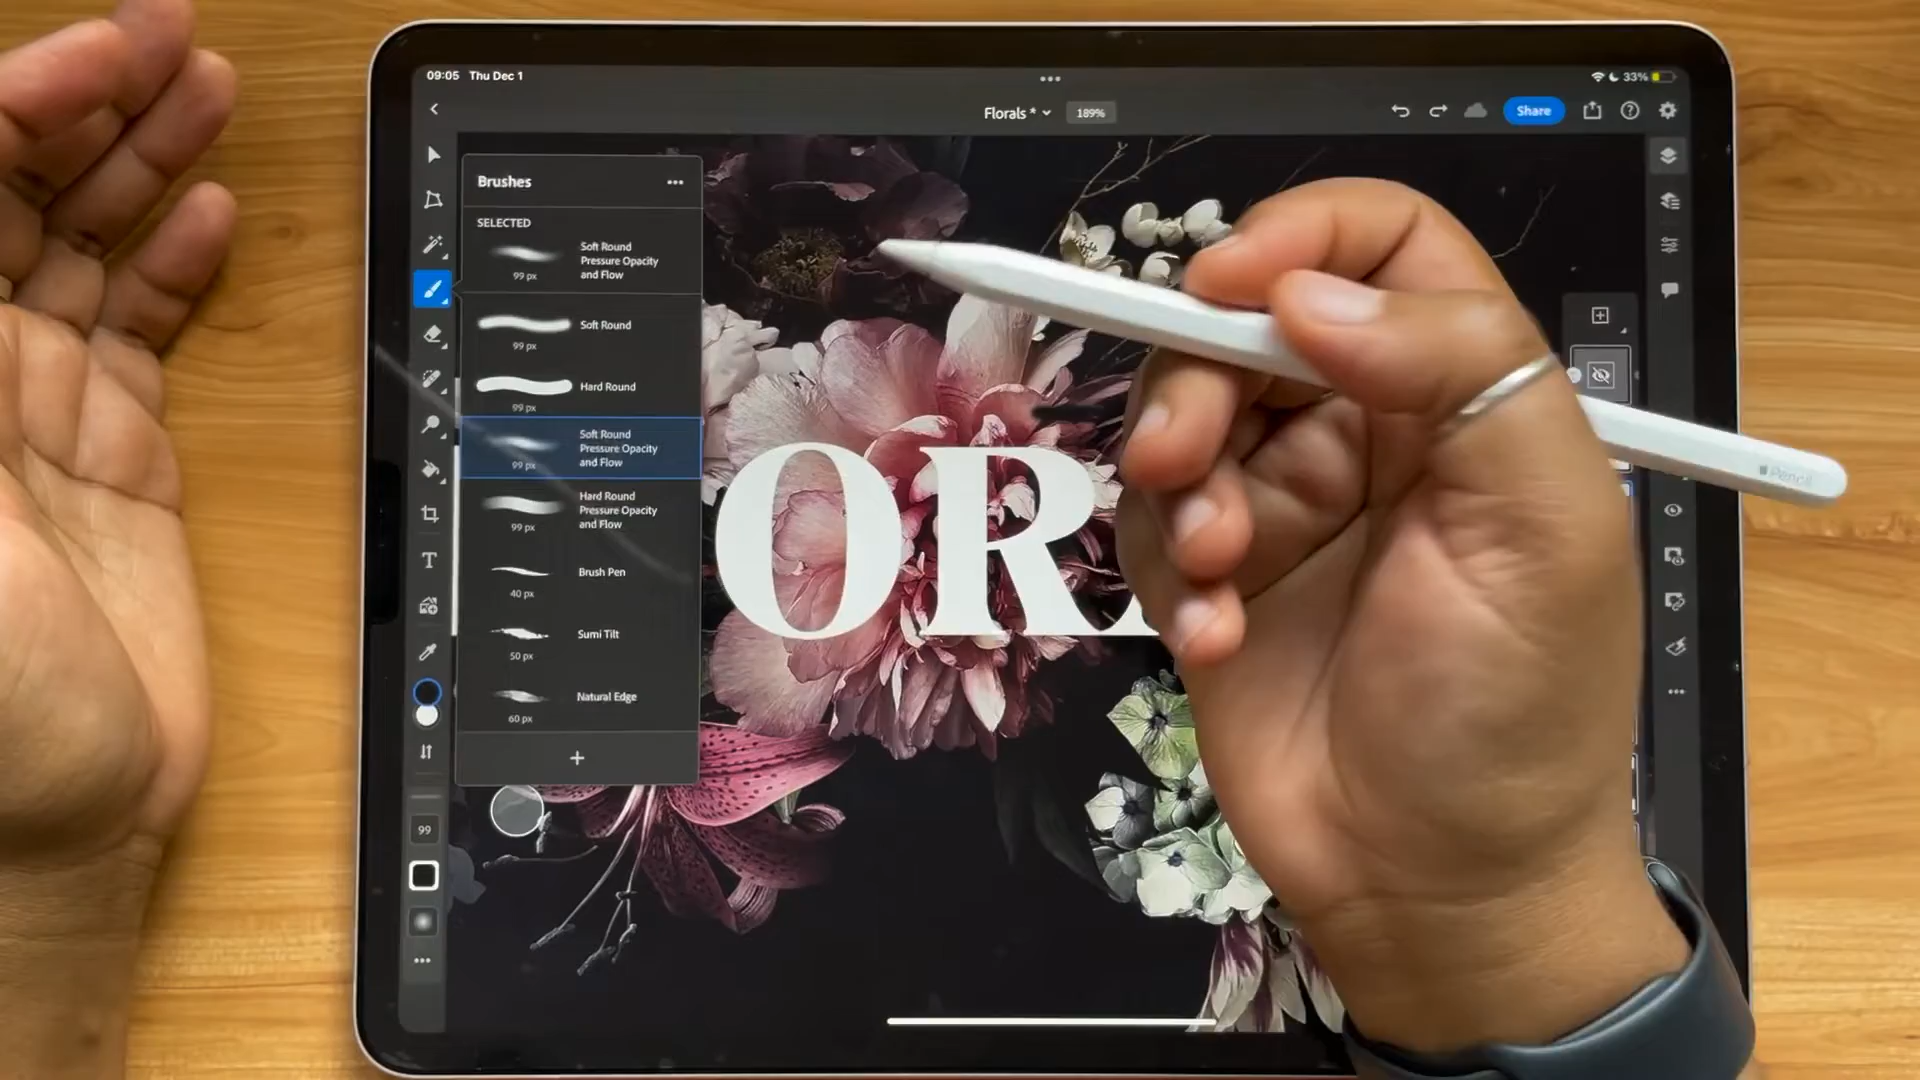 09:05 Thu Dec 1
33%
Florals *
189%
Share
Brushes
SELECTED
Soft Round
Pressure Opacity
and Flow
99 px
Soft Round
99 px
Hard Round
99 px
Soft Round
Pressure Opacity
and Flow
99 px
Hard Round
Pressure Opacity
and Flow
99 px
Brush Pen
40 px
Sumi Tilt
50 px
Natural Edge
60 px
T
99
OR
Pencil